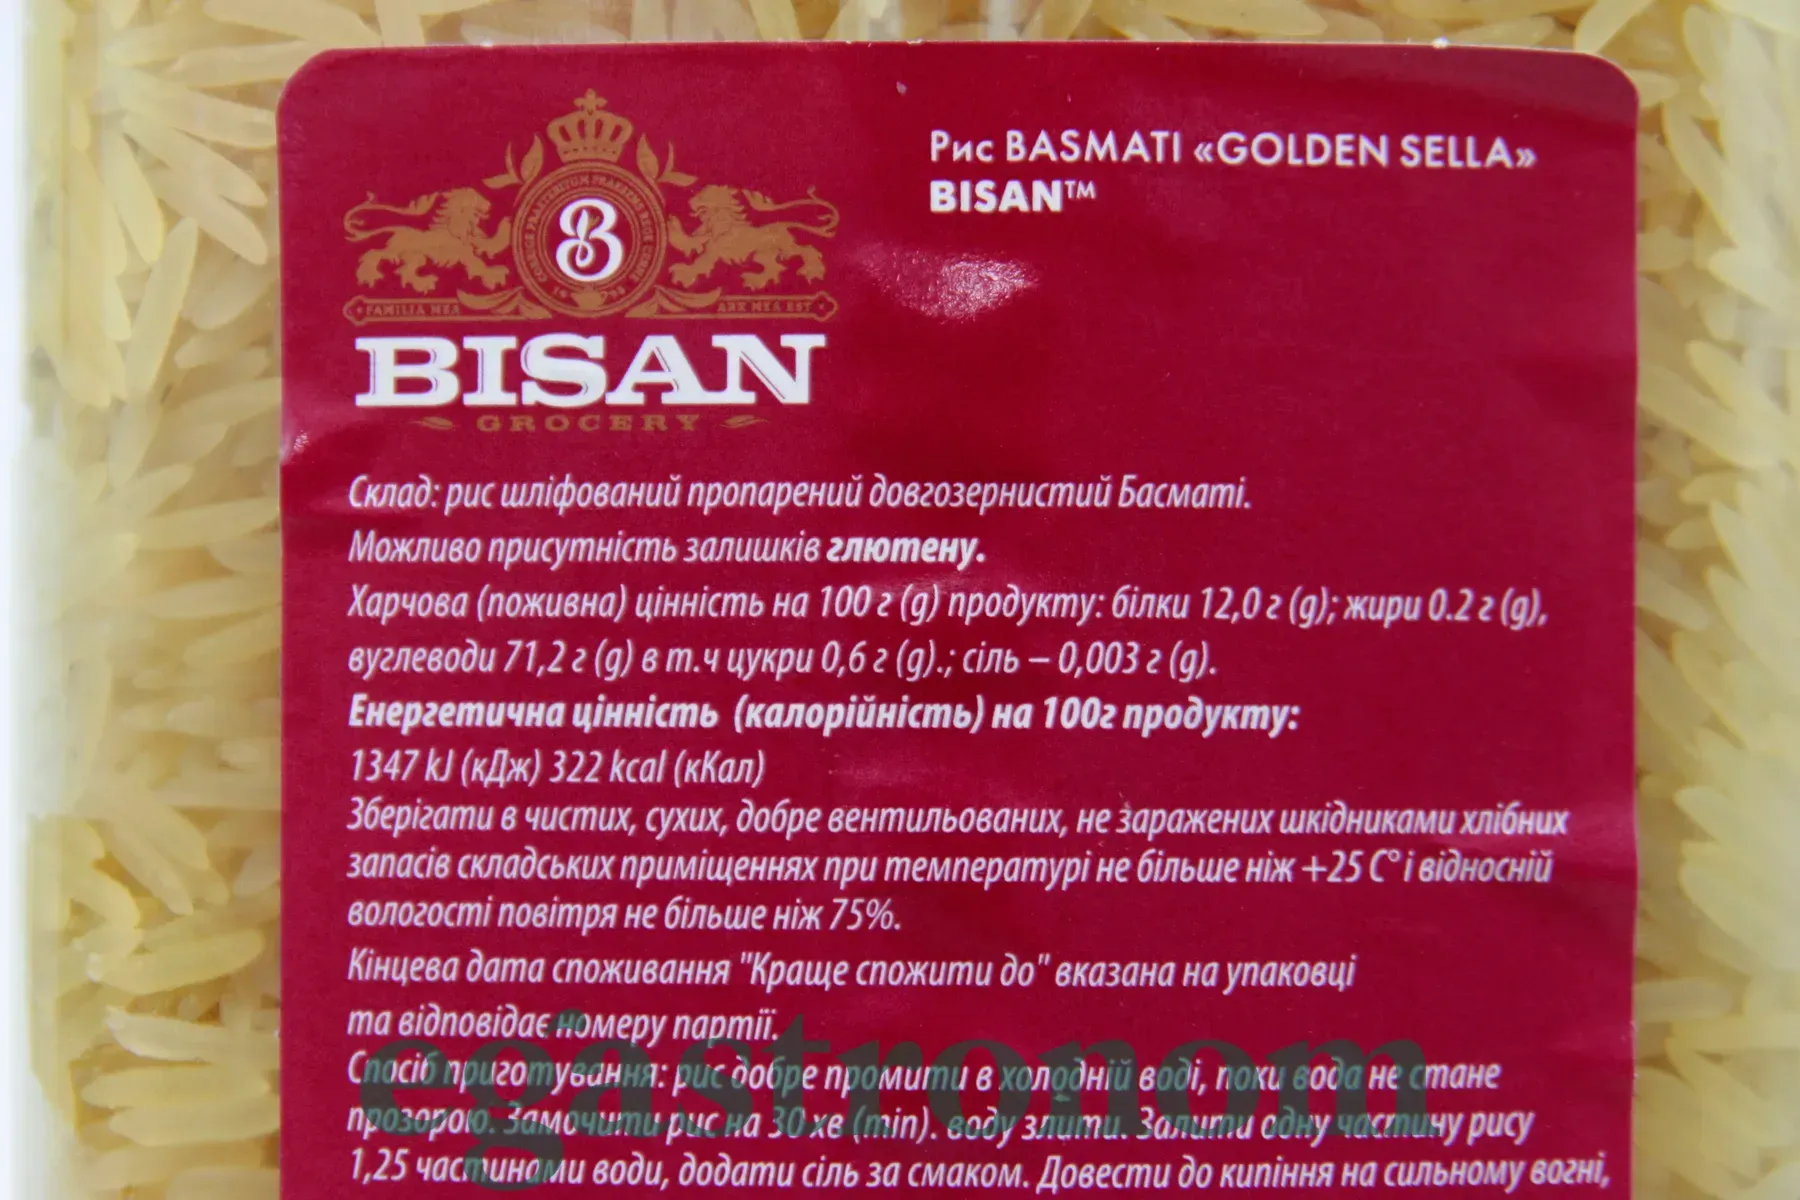 Рис BASMATI «GOLDEN SELLA»
BISAN™
FAMILIA MEA
ARX MEA EST
BISAN
GROCERY
Склад: рис шліфований пропарений довгозернистий Басматі.
Можливо присутність залишків глютену.
Харчова (поживна) цінність на 100 г (g) продукту: білки 12,0 г (g); жири 0.2 г (g),
вуглеводи 71,2 г (g) в т.ч цукри 0,6 г (g).; сіль – 0,003 г (g).
Енергетична цінність (калорійність) на 100г продукту:
1347 kJ (кДж) 322 kcal (кКал)
Зберігати в чистих, сухих, добре вентильованих, не заражених шкідниками хлібних
запасів складських приміщеннях при температурі не більше ніж +25 С° і відносній
вологості повітря не більше ніж 75%.
Кінцева дата споживання "Краще спожити до" вказана на упаковці
та відповідає номеру партії.
egastronom
Спосіб приготування: рис добре промити в холодній воді, поки вода не стане
прозорою. Замочити рис на 30 хв (min). воду злити. Залити одну частину рису
1,25 частинами води, додати сіль за смаком. Довести до кипіння на сильному вогні,